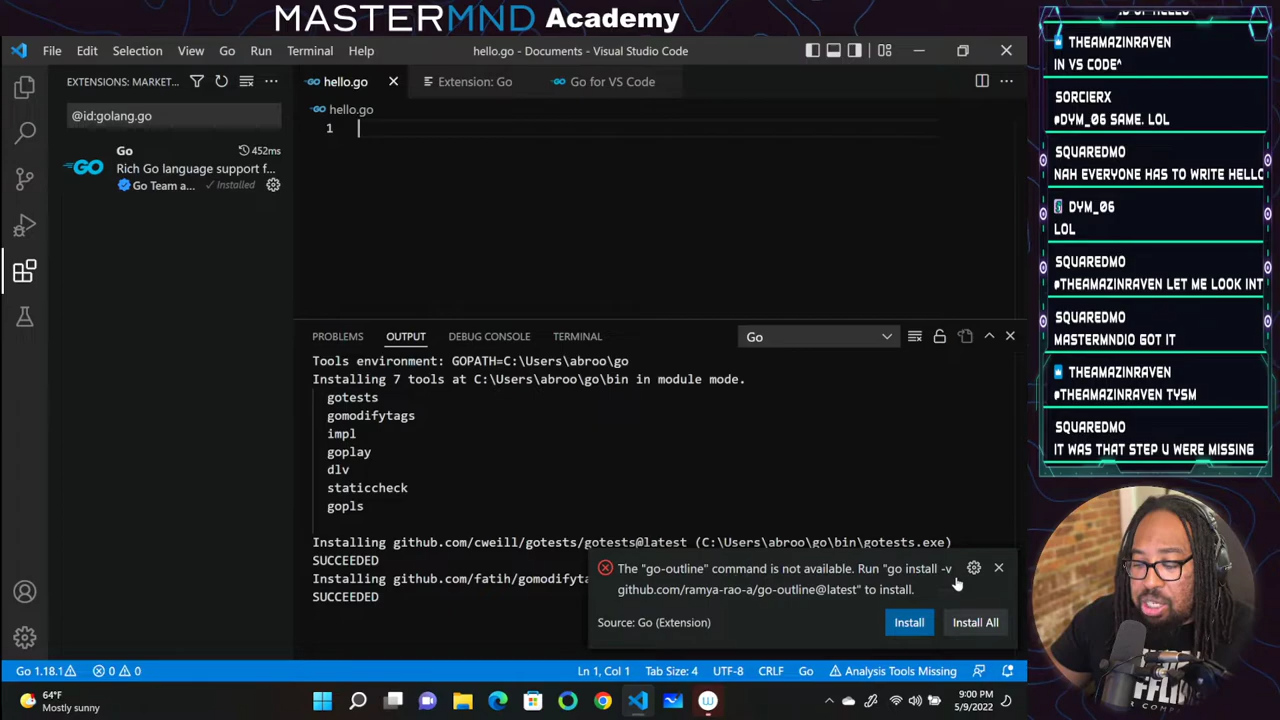 MASTERMND Academy
File Edit Selection View Go Run Terminal Help
hello.go - Documents - Visual Studio Code
EXTENSIONS: MARKET...
@id:golang.go
Go 452ms
Rich Go language support f...
Go Team a... Installed
hello.go Extension: Go Go for VS Code
hello.go
1
PROBLEMS OUTPUT DEBUG CONSOLE TERMINAL Go
Tools environment: GOPATH=C:\Users\abroo\go
Installing 7 tools at C:\Users\abroo\go\bin in module mode.
gotests
gomodifytags
impl
goplay
dlv
staticcheck
gopls
Installing github.com/cweill/gotests/gotests@latest (C:\Users\abroo\go\bin\gotests.exe)
SUCCEEDED
Installing github.com/fatih/gomodifyta
SUCCEEDED
The "go-outline" command is not available. Run "go install -v
github.com/ramya-rao-a/go-outline@latest" to install.
Source: Go (Extension) Install Install All
Go 1.18.1 0 0 Ln 1, Col 1 Tab Size: 4 UTF-8 CRLF Go Analysis Tools Missing
64°F
Mostly sunny
9:00 PM
5/9/2022
THEAMAZINRAVEN
IN VS CODE^
SORCIERX
@DYM_06 SAME. LOL
SQUAREDMO
NAH EVERYONE HAS TO WRITE HELLO
DYM_06
LOL
SQUAREDMO
@THEAMAZINRAVEN LET ME LOOK INT
SQUAREDMO
MASTERMNDIO GOT IT
THEAMAZINRAVEN
@THEAMAZINRAVEN TYSM
SQUAREDMO
IT WAS THAT STEP U WERE MISSING